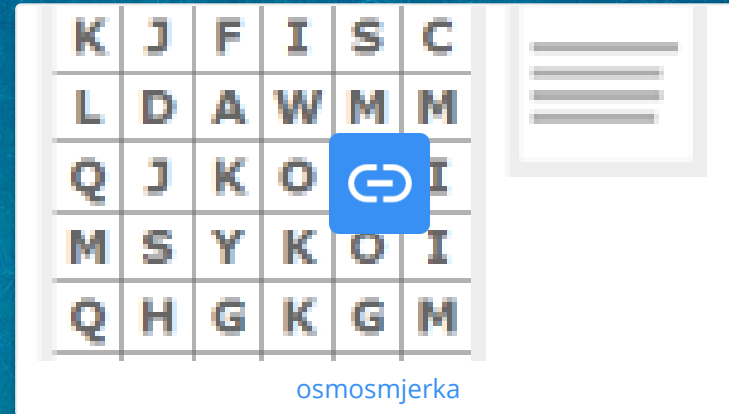 K J F I S C
L D A W M M
Q J K O I
M S Y K O I
Q H G K G M
osmosmjerka